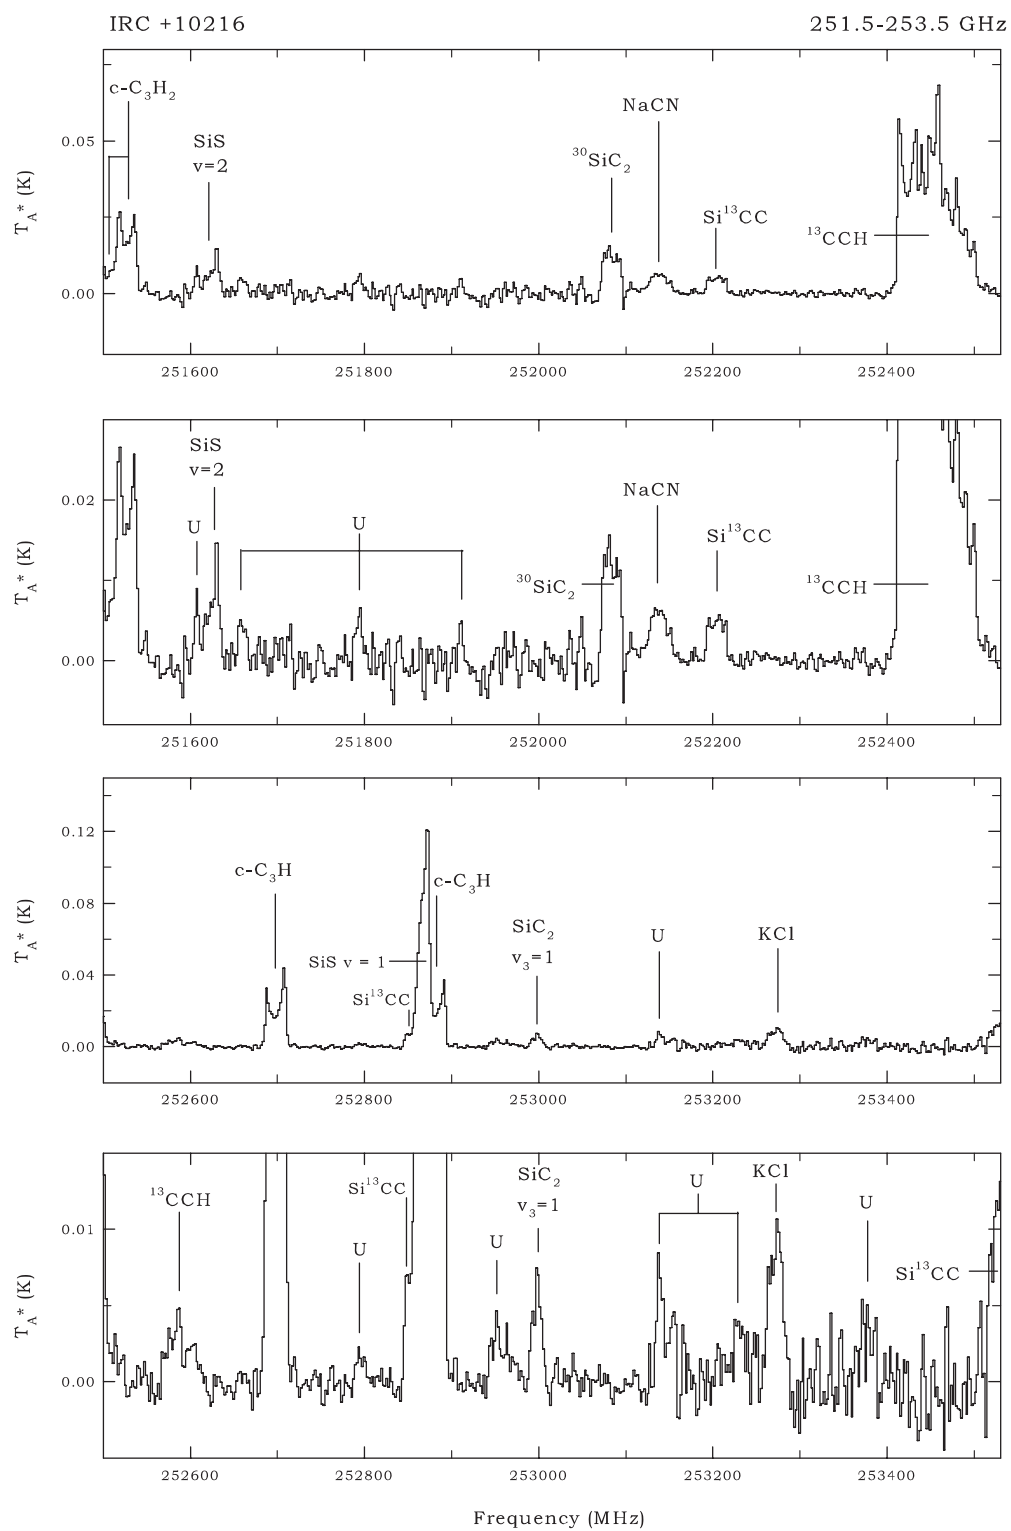 IRC +10216 251.5-253.5 GHz
c-C₃H₂
SiS
v=2
³⁰SiC₂
NaCN
Si¹³CC
¹³CCH
0.05
0.00
T_A* (K)
251600 251800 252000 252200 252400
SiS
v=2
U
U
³⁰SiC₂
NaCN
Si¹³CC
¹³CCH
0.02
0.00
T_A* (K)
251600 251800 252000 252200 252400
c-C₃H
SiS v = 1
Si¹³CC
c-C₃H
SiC₂
v₃=1
U
KCl
0.12
0.08
0.04
0.00
T_A* (K)
252600 252800 253000 253200 253400
¹³CCH
U
Si¹³CC
U
SiC₂
v₃=1
U
KCl
U
Si¹³CC
0.01
0.00
T_A* (K)
252600 252800 253000 253200 253400
Frequency (MHz)